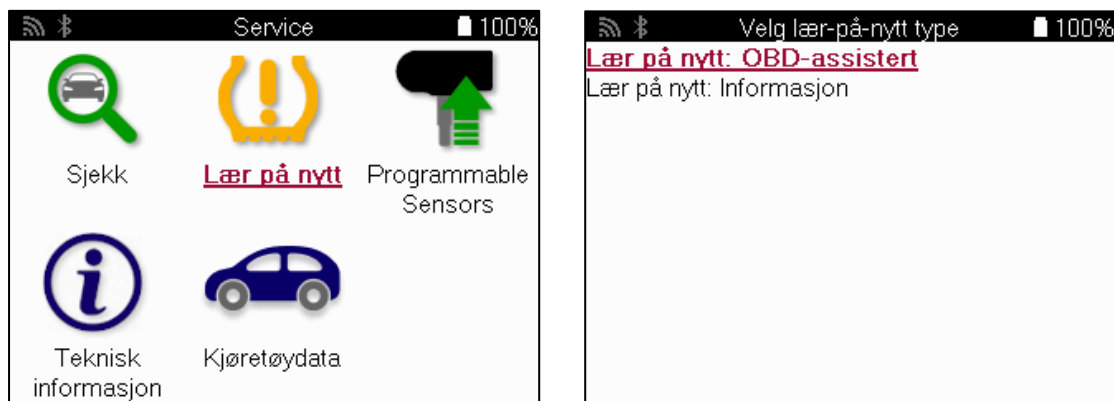 Service
100%
Sjekk
Lær på nytt
Programmable
Sensors
Teknisk
informasjon
Kjøretøydata
Velg lær-på-nytt type
100%
Lær på nytt: OBD-assistert
Lær på nytt: Informasjon